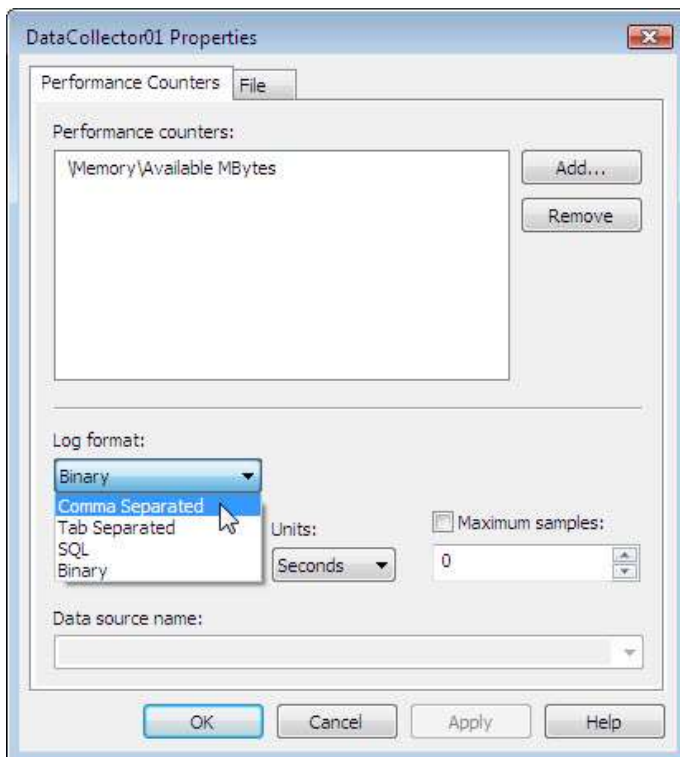 DataCollector01 Properties
Performance Counters
File
Performance counters:
\Memory\Available MBytes
Add...
Remove
Log format:
Binary
Comma Separated
Tab Separated
SQL
Binary
Units:
Seconds
Maximum samples:
0
Data source name:
OK
Cancel
Apply
Help